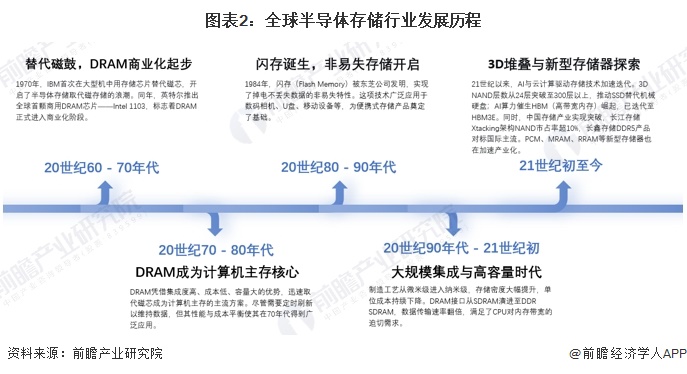 图表2：全球半导体存储行业发展历程
替代磁鼓，DRAM商业化起步
1970年，IBM首次在大型机中用存储芯片替代磁芯，开
启了半导体存储取代磁存储的浪潮。同年，英特尔推出
全球首颗商用DRAM芯片——Intel 1103，标志着DRAM
正式进入商业化阶段。
20世纪60 - 70年代
闪存诞生，非易失存储开启
1984年，闪存（Flash Memory）被东芝公司发明，实现
了掉电不丢失数据的非易失特性。这项技术广泛应用于
数码相机、U盘、移动设备等，为便携式存储产品奠定了
基础。
20世纪80 - 90年代
3D堆叠与新型存储器探索
21世纪以来，AI与云计算驱动存储技术加速迭代。3D
NAND层数从24层突破至300层以上，推动SSD替代机械
硬盘；AI算力催生HBM（高带宽内存）崛起，已迭代至
HBM3E。同时，中国存储产业实现突破，长江存储
Xtacking架构NAND市占率超10%，长鑫存储DDR5产品
对标国际主流。PCM、MRAM、RRAM等新型存储器也
在加速产业化。
21世纪初至今
20世纪70 - 80年代
DRAM成为计算机主存核心
DRAM凭借集成度高、成本低、容量大的优势，迅速取
代磁芯成为计算机主存的主流方案。尽管需要定时刷新
以维持数据，但其性能与成本平衡使其在70年代得到广
泛应用。
20世纪90年代 - 21世纪初
大规模集成与高容量时代
制造工艺从微米级进入纳米级，存储密度大幅提升，单
位成本持续下降。DRAM接口从SDRAM演进至DDR
SDRAM，数据传输速率翻倍，满足了CPU对内存带宽的
迫切需求。
资料来源：前瞻产业研究院
@前瞻经济学人APP